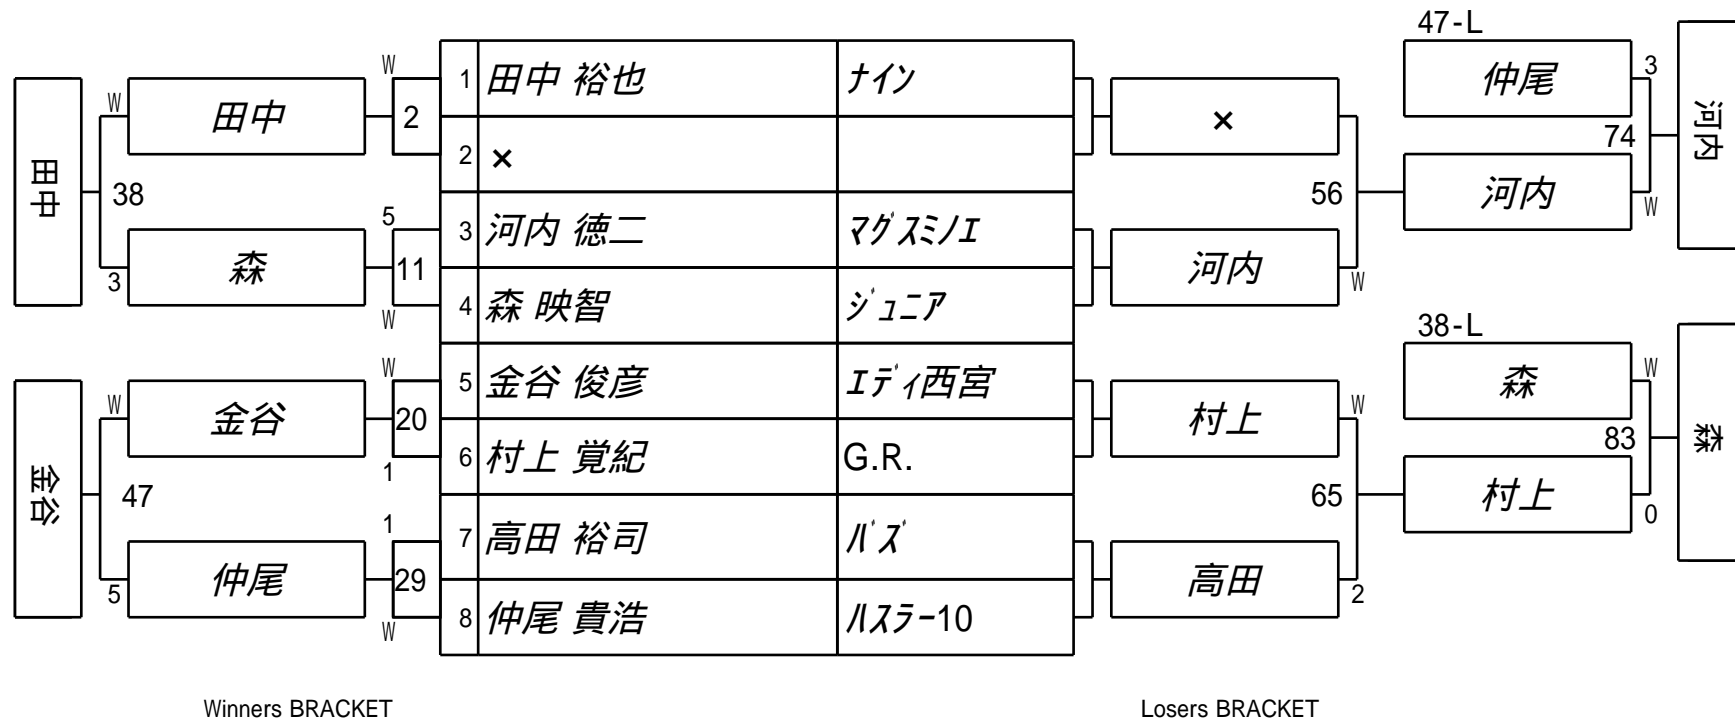 47-L
W
1 田中 裕也 ナイン
仲尾 3
W 田中 2
×
74 河内
2 ×
田中 38
56 河内 W
5
3 河内 徳二 マグスミノエ
3 森 11
河内 W
W
4 森 映智 ジュニア
38-L
W
5 金谷 俊彦 エディ西宮
森 W
W 金谷 20
村上 W
83 森
1
6 村上 覚紀 G.R.
金谷 47
65 村上 0
1
7 高田 裕司 バズ
5 仲尾 29
高田 2
W
8 仲尾 貴浩 ハスラー10
Winners BRACKET
Losers BRACKET